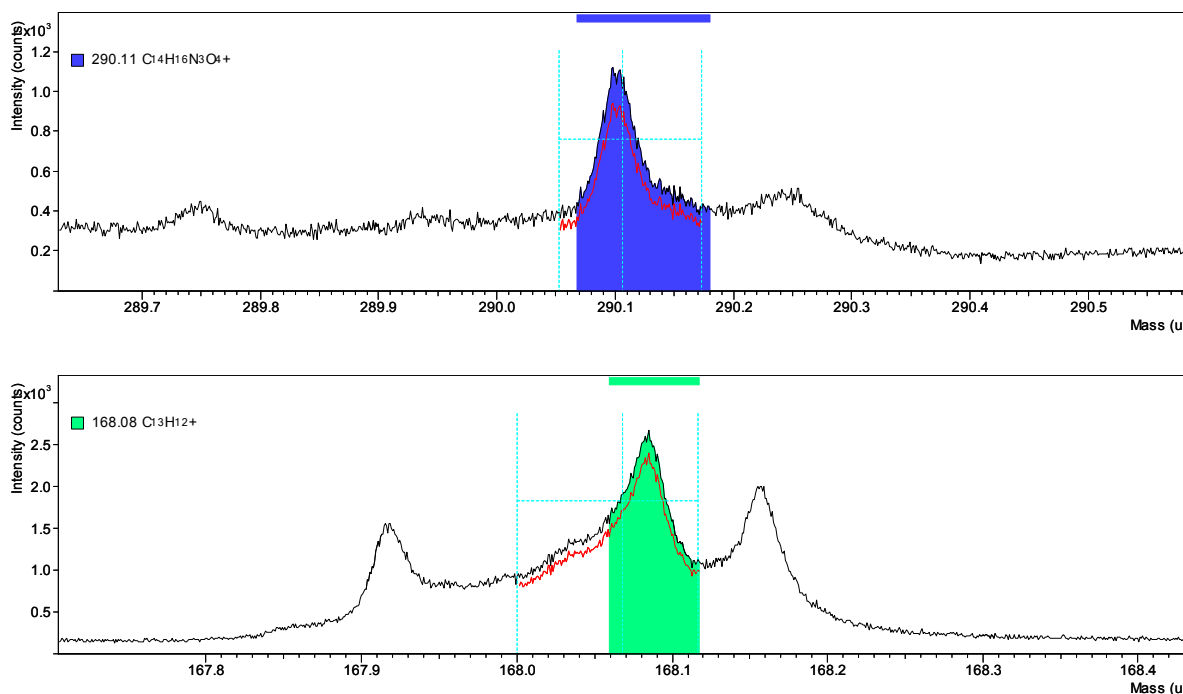 x10³
Intensity (counts)
1.2
1.0
0.8
0.6
0.4
0.2
290.11 C14H16N3O4+
289.7 289.8 289.9 290.0 290.1 290.2 290.3 290.4 290.5
Mass (u
x10³
Intensity (counts)
2.5
2.0
1.5
1.0
0.5
168.08 C13H12+
167.8 167.9 168.0 168.1 168.2 168.3 168.4
Mass (u